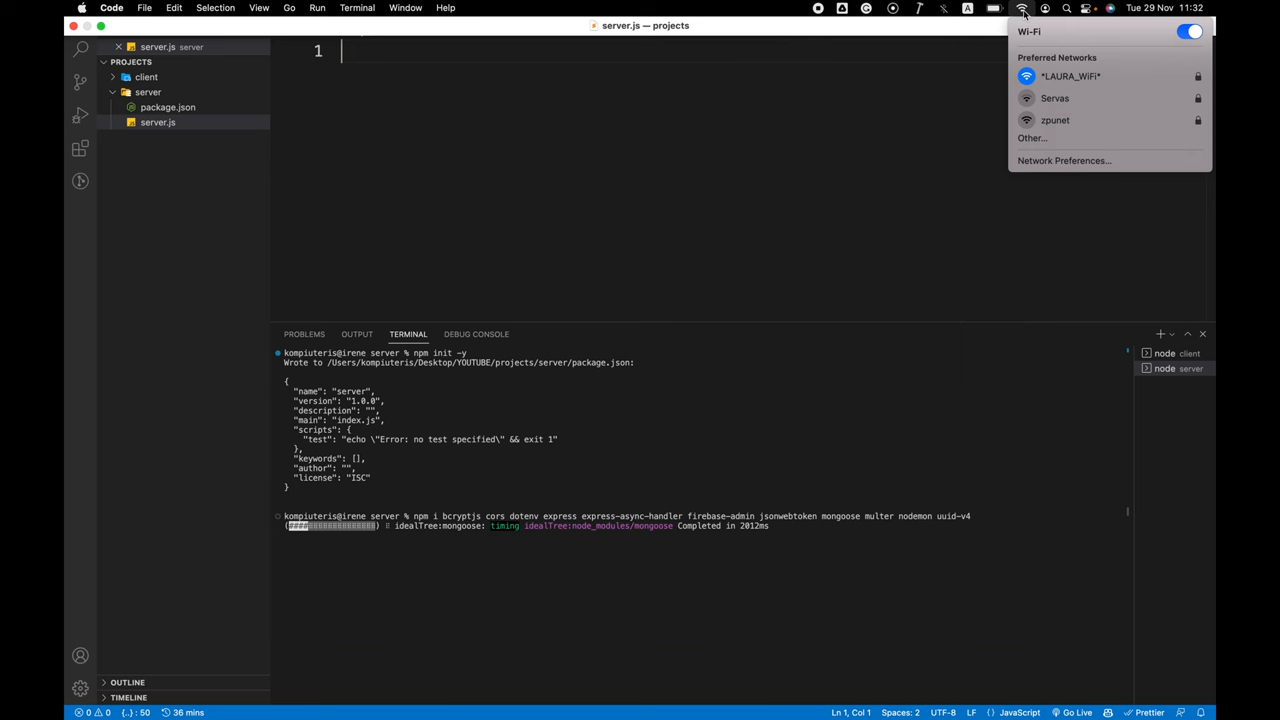 Code File Edit Selection View Go Run Terminal Window Help A Tue 29 Nov 11:32
server.js — projects
Wi-Fi
Preferred Networks
*LAURA_WiFi*
Servas
zpunet
Other...
Network Preferences...
server.js server
PROJECTS
client
server
package.json
server.js
OUTLINE
TIMELINE
1
PROBLEMS OUTPUT TERMINAL DEBUG CONSOLE
kompiuteris@irene server % npm init -y
Wrote to /Users/kompiuteris/Desktop/YOUTUBE/projects/server/package.json:
{
"name": "server",
"version": "1.0.0",
"description": "",
"main": "index.js",
"scripts": {
"test": "echo \"Error: no test specified\" && exit 1"
},
"keywords": [],
"author": "",
"license": "ISC"
}
kompiuteris@irene server % npm i bcryptjs cors dotenv express express-async-handler firebase-admin jsonwebtoken mongoose multer nodemon uuid-v4
idealTree:mongoose: timing idealTree:node_modules/mongoose Completed in 2012ms
node client
node server
0 0 {..} : 50 36 mins Ln 1, Col 1 Spaces: 2 UTF-8 LF {} JavaScript Go Live Prettier